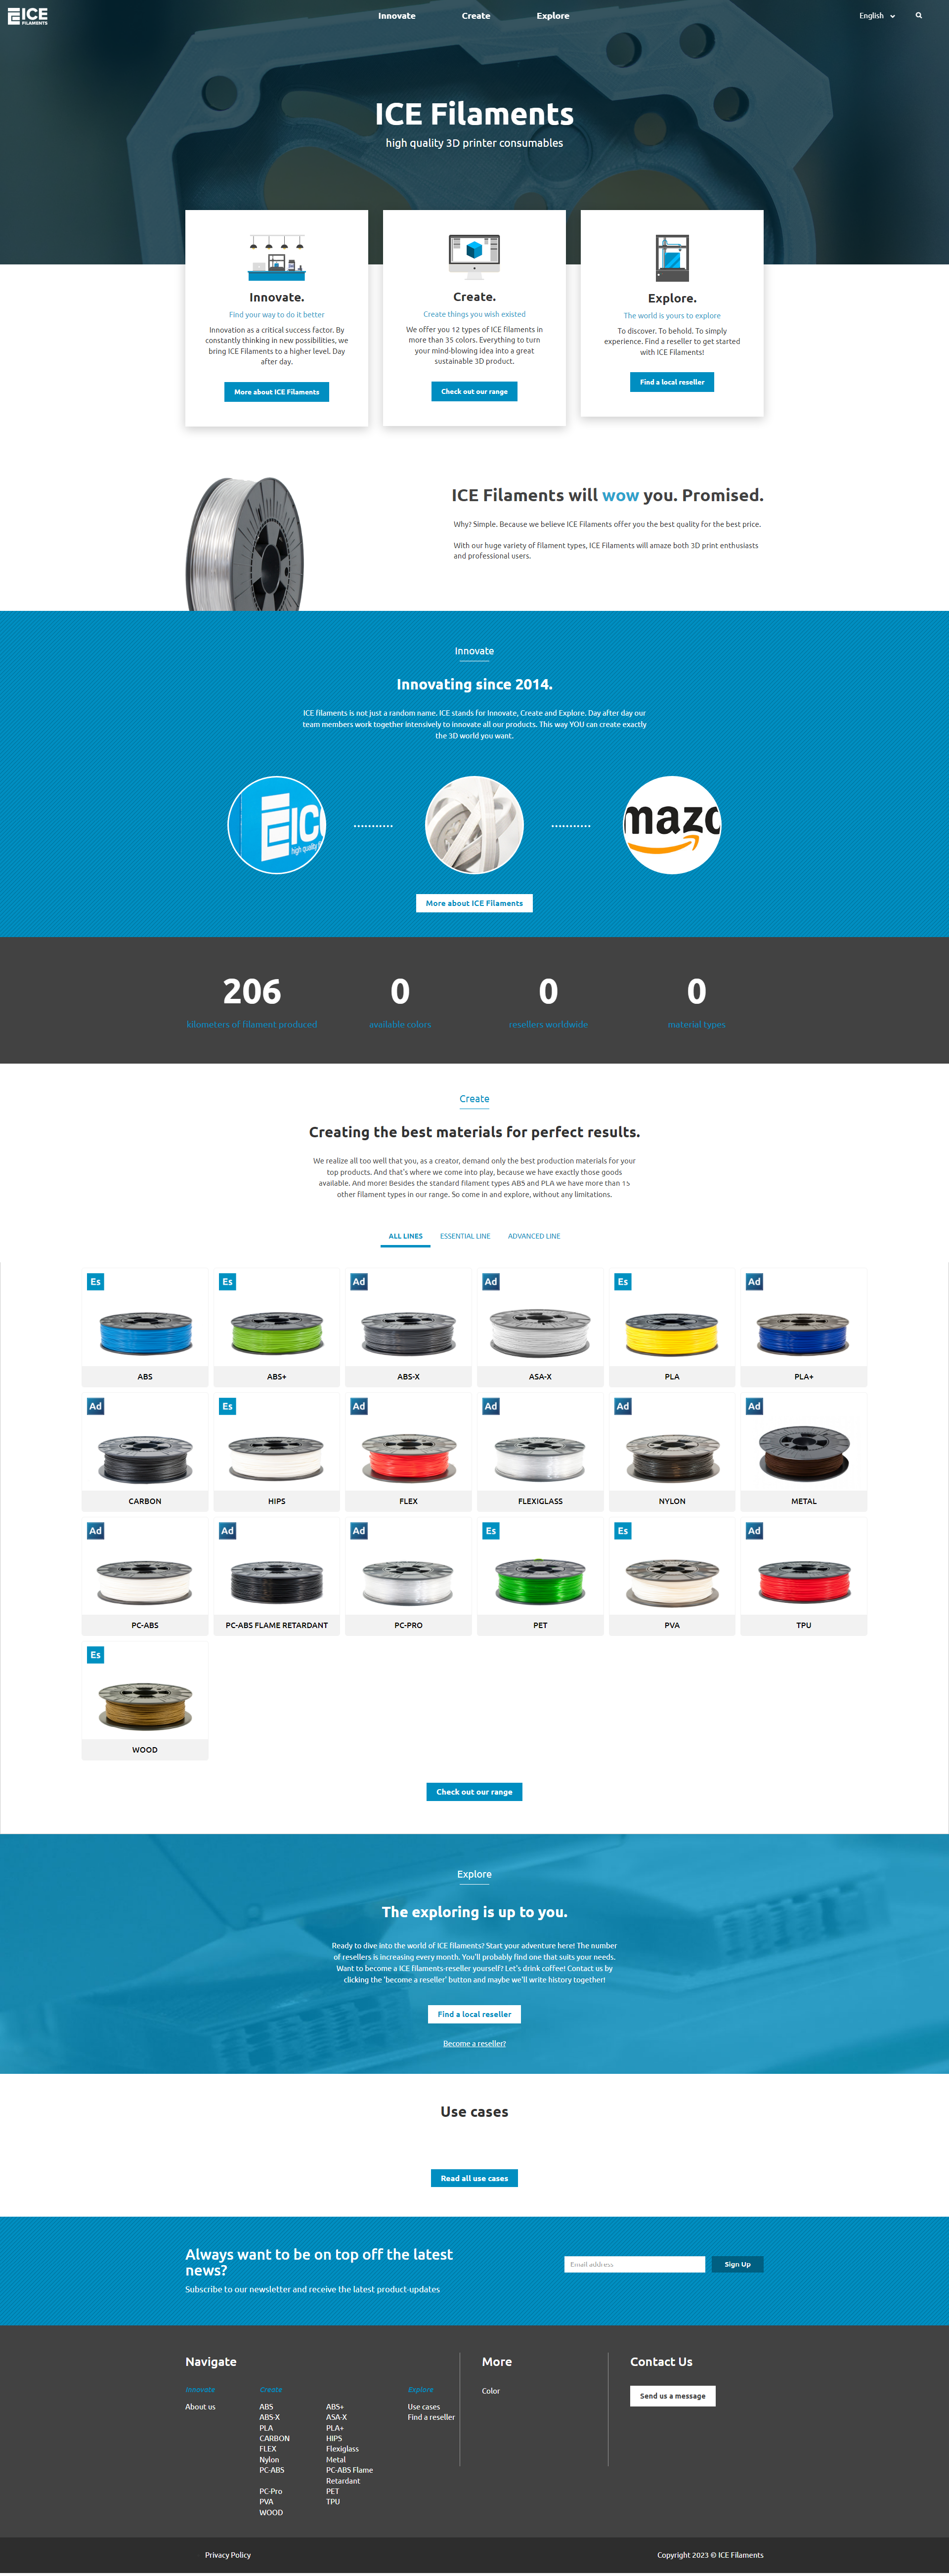 ICE
FILAMENTS
Innovate
Create
Explore
English
ICE Filaments
high quality 3D printer consumables
Innovate.
Find your way to do it better
Innovation as a critical success factor. By
constantly thinking in new possibilities, we
bring ICE Filaments to a higher level. Day
after day.
More about ICE Filaments
Create.
Create things you wish existed
We offer you 12 types of ICE filaments in
more than 35 colors. Everything to turn
your mind-blowing idea into a great
sustainable 3D product.
Check out our range
Explore.
The world is yours to explore
To discover. To behold. To simply
experience. Find a reseller to get started
with ICE Filaments!
Find a local reseller
ICE Filaments will wow you. Promised.
Why? Simple. Because we believe ICE Filaments offer you the best quality for the best price.
With our huge variety of filament types, ICE Filaments will amaze both 3D print enthusiasts
and professional users.
Innovate
Innovating since 2014.
ICE filaments is not just a random name. ICE stands for Innovate, Create and Explore. Day after day our
team members work together intensively to innovate all our products. This way YOU can create exactly
the 3D world you want.
high quality
mazo
More about ICE Filaments
206
kilometers of filament produced
0
available colors
0
resellers worldwide
0
material types
Create
Creating the best materials for perfect results.
We realize all too well that you, as a creator, demand only the best production materials for your
top products. And that's where we come into play, because we have exactly those goods
available. And more! Besides the standard filament types ABS and PLA we have more than 15
other filament types in our range. So come in and explore, without any limitations.
ALL LINES
ESSENTIAL LINE
ADVANCED LINE
Es
ABS
Es
ABS+
Ad
ABS-X
Ad
ASA-X
Es
PLA
Ad
PLA+
Ad
CARBON
Es
HIPS
Ad
FLEX
Ad
FLEXIGLASS
Ad
NYLON
Ad
METAL
Ad
PC-ABS
Ad
PC-ABS FLAME RETARDANT
Ad
PC-PRO
Es
PET
Es
PVA
Ad
TPU
Es
WOOD
Check out our range
Explore
The exploring is up to you.
Ready to dive into the world of ICE filaments? Start your adventure here! The number
of resellers is increasing every month. You'll probably find one that suits your needs.
Want to become a ICE filaments-reseller yourself? Let's drink coffee! Contact us by
clicking the 'become a reseller' button and maybe we'll write history together!
Find a local reseller
Become a reseller?
Use cases
Read all use cases
Always want to be on top off the latest
news?
Subscribe to our newsletter and receive the latest product-updates
Email address
Sign Up
Navigate
Innovate
About us
Create
ABS
ABS-X
PLA
CARBON
FLEX
Nylon
PC-ABS
PC-Pro
PVA
WOOD
ABS+
ASA-X
PLA+
HIPS
Flexiglass
Metal
PC-ABS Flame
Retardant
PET
TPU
Explore
Use cases
Find a reseller
More
Color
Contact Us
Send us a message
Privacy Policy
Copyright 2023 © ICE Filaments